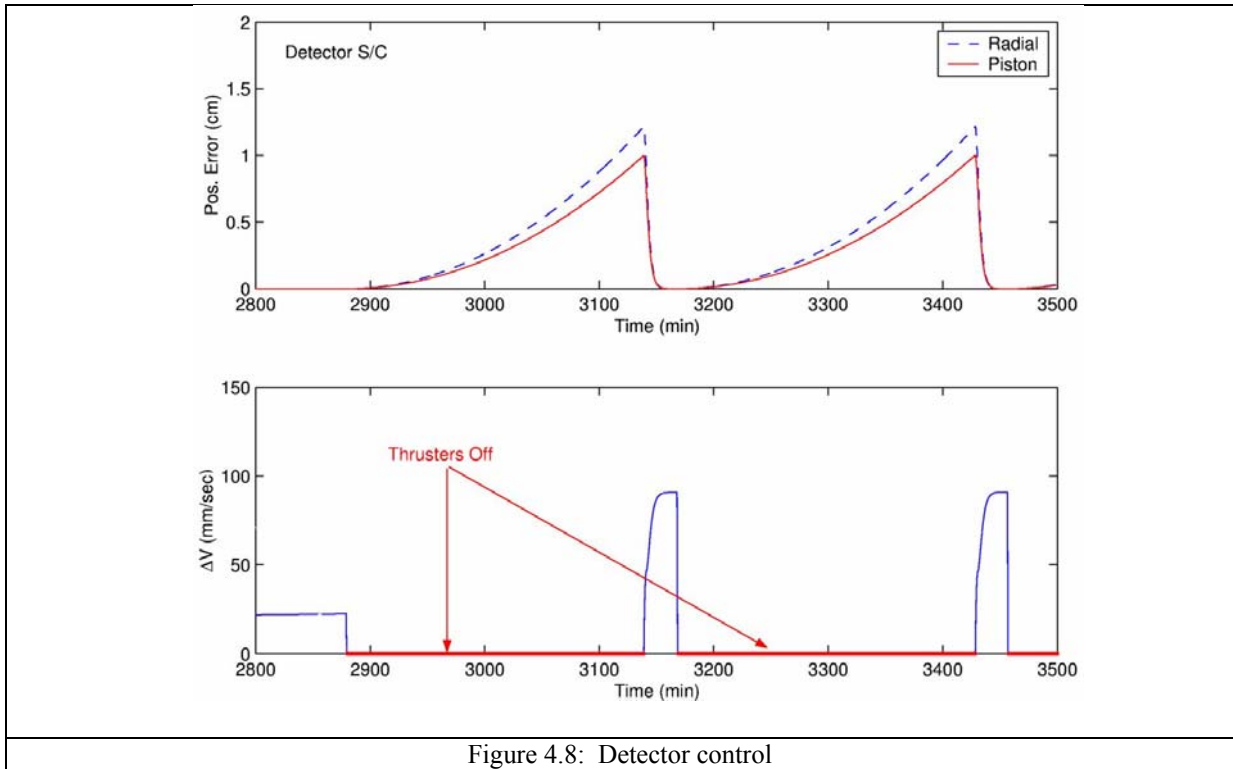 Detector S/C
Radial
Piston
Pos. Error (cm)
2
1.5
1
0.5
0
2800 2900 3000 3100 3200 3300 3400 3500
Time (min)
Thrusters Off
ΔV (mm/sec)
150
100
50
0
2800 2900 3000 3100 3200 3300 3400 3500
Time (min)
Figure 4.8: Detector control